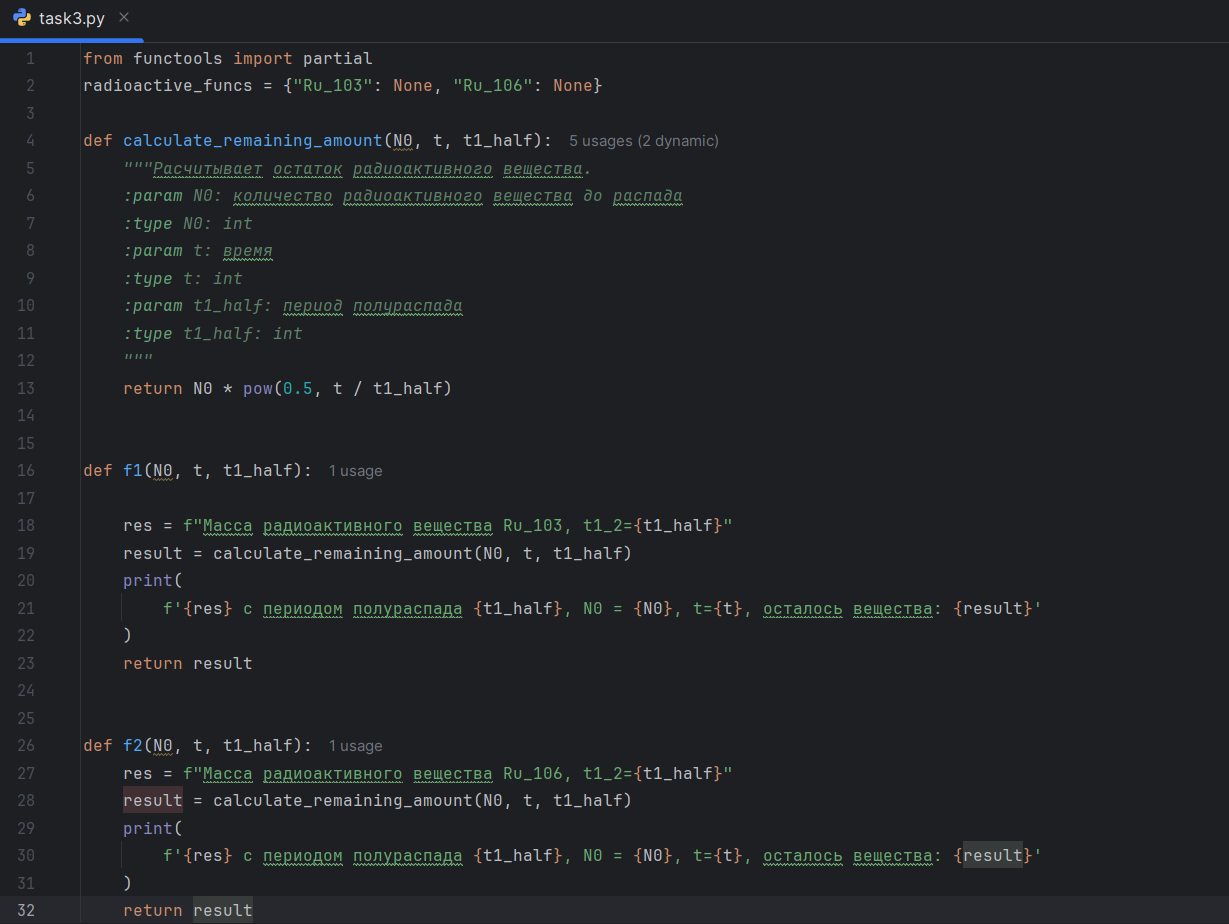 task3.py
1 from functools import partial
2 radioactive_funcs = {"Ru_103": None, "Ru_106": None}
3
4 def calculate_remaining_amount(N0, t, t1_half): 5 usages (2 dynamic)
5 """Расчитывает остаток радиоактивного вещества.
6 :param N0: количество радиоактивного вещества до распада
7 :type N0: int
8 :param t: время
9 :type t: int
10 :param t1_half: период полураспада
11 :type t1_half: int
12 """
13 return N0 * pow(0.5, t / t1_half)
14
15
16 def f1(N0, t, t1_half): 1 usage
17
18 res = f"Масса радиоактивного вещества Ru_103, t1_2={t1_half}"
19 result = calculate_remaining_amount(N0, t, t1_half)
20 print(
21 f'{res} с периодом полураспада {t1_half}, N0 = {N0}, t={t}, осталось вещества: {result}'
22 )
23 return result
24
25
26 def f2(N0, t, t1_half): 1 usage
27 res = f"Масса радиоактивного вещества Ru_106, t1_2={t1_half}"
28 result = calculate_remaining_amount(N0, t, t1_half)
29 print(
30 f'{res} с периодом полураспада {t1_half}, N0 = {N0}, t={t}, осталось вещества: {result}'
31 )
32 return result